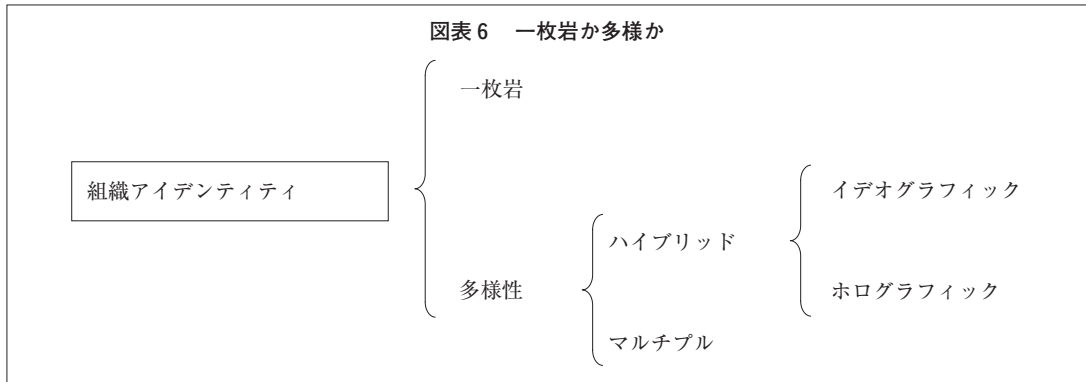 図表6　一枚岩か多様か
一枚岩
組織アイデンティティ
イデオグラフィック
ハイブリッド
多様性
ホログラフィック
マルチプル